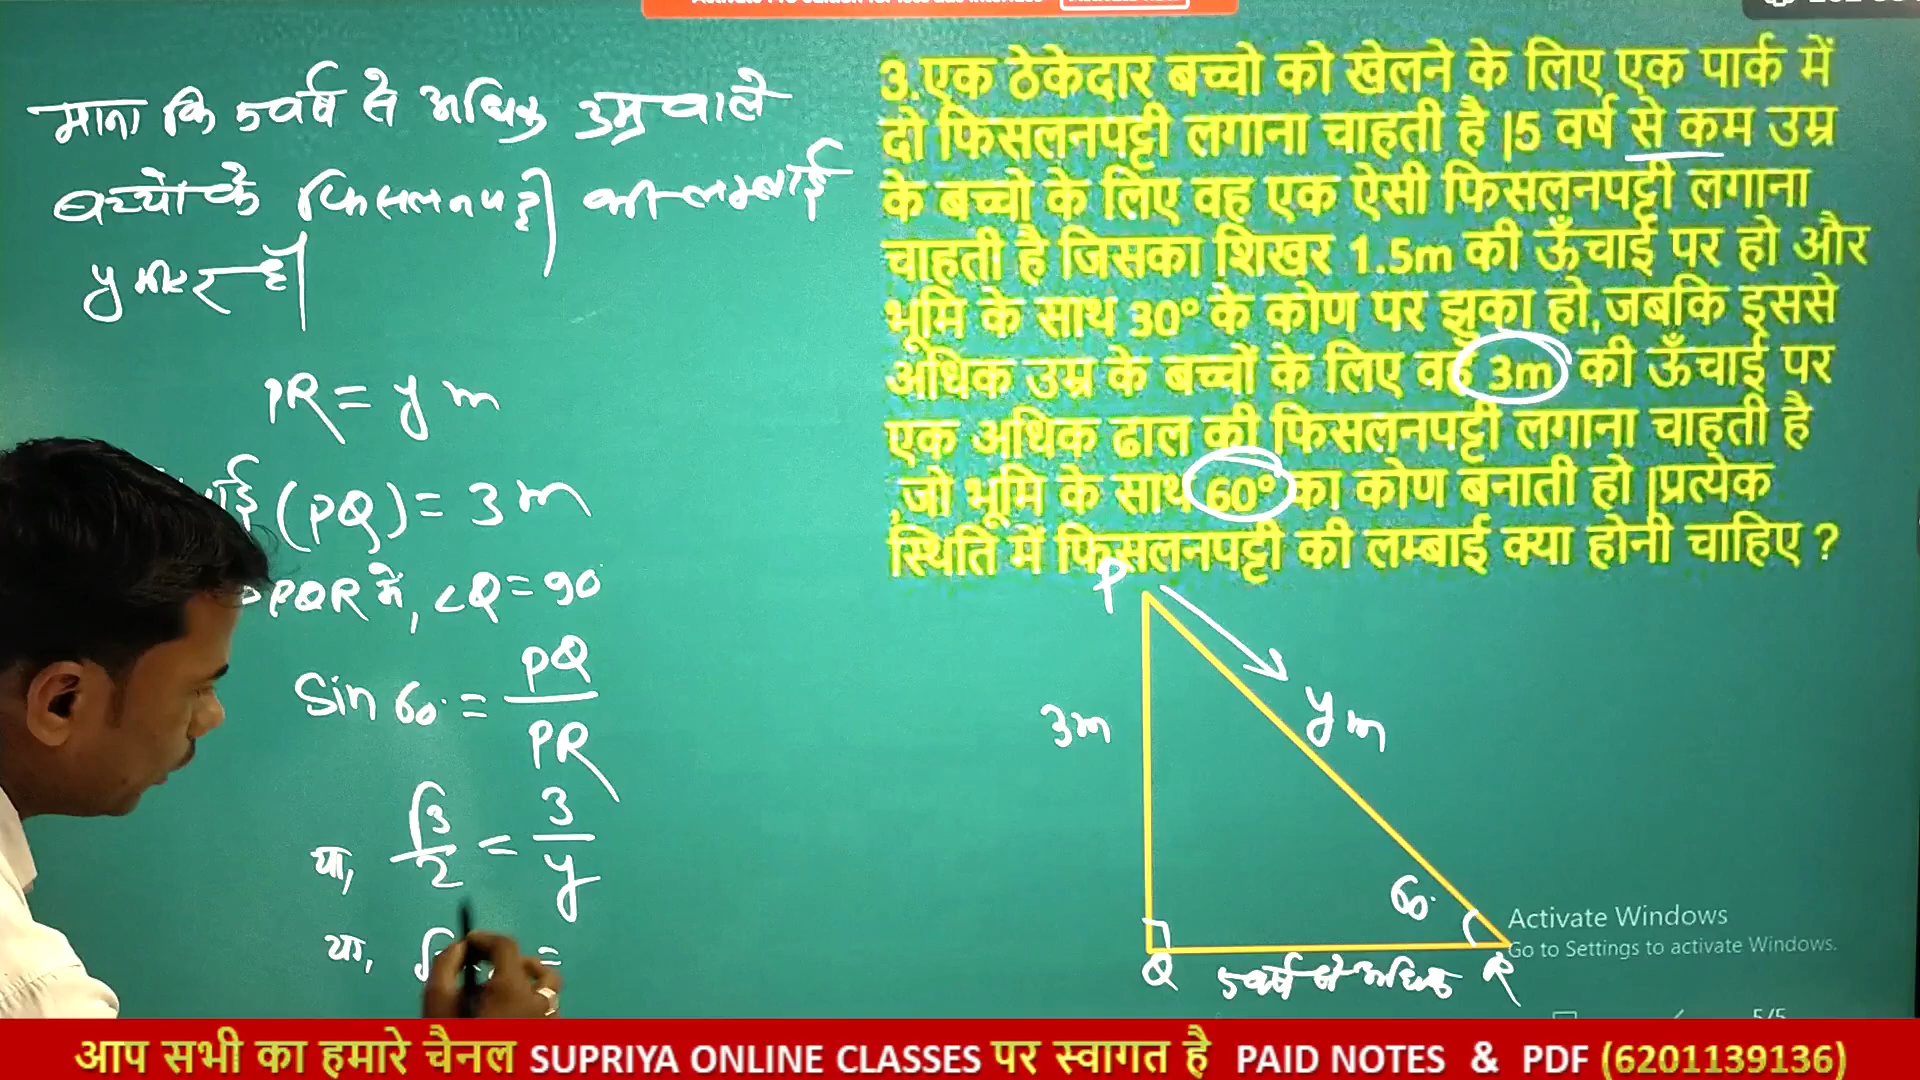 माना कि 5 वर्ष से अधिक उम्र वाले
बच्चों के फिसलनपट्टी की लम्बाई
y मीटर है|
PR = y m
(PQ) = 3 m
PQR में, ∠Q = 90°
Sin 60° = PQ/PR
या, √3/2 = 3/y
या, √ =
3.एक ठेकेदार बच्चो को खेलने के लिए एक पार्क में
दो फिसलनपट्टी लगाना चाहती है |5 वर्ष से कम उम्र
के बच्चो के लिए वह एक ऐसी फिसलनपट्टी लगाना
चाहती है जिसका शिखर 1.5m की ऊँचाई पर हो और
भूमि के साथ 30° के कोण पर झुका हो,जबकि इससे
अधिक उम्र के बच्चों के लिए वह 3m की ऊँचाई पर
एक अधिक ढाल की फिसलनपट्टी लगाना चाहती है
,जो भूमि के साथ 60° का कोण बनाती हो |प्रत्येक
स्थिति में फिसलनपट्टी की लम्बाई क्या होनी चाहिए ?
P
3m
y m
60°
Q 5 वर्ष से अधिक R
Activate Windows
Go to Settings to activate Windows.
5/5
आप सभी का हमारे चैनल SUPRIYA ONLINE CLASSES पर स्वागत है PAID NOTES & PDF (6201139136)